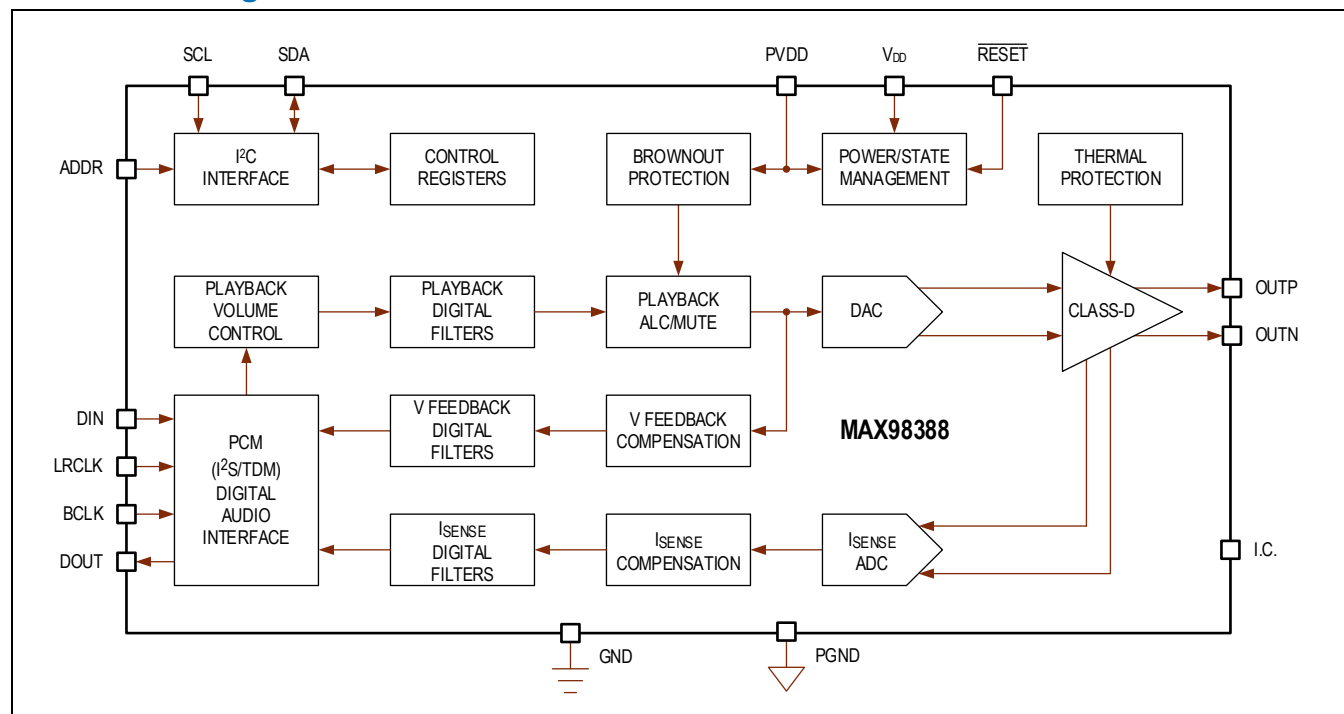 SCL SDA PVDD VDD RESET
ADDR
I²C
INTERFACE
CONTROL
REGISTERS
BROWNOUT
PROTECTION
POWER/STATE
MANAGEMENT
THERMAL
PROTECTION
PLAYBACK
VOLUME
CONTROL
PLAYBACK
DIGITAL
FILTERS
PLAYBACK
ALC/MUTE
DAC
CLASS-D
OUTP
OUTN
DIN
LRCLK
BCLK
DOUT
PCM
(I²S/TDM)
DIGITAL
AUDIO
INTERFACE
V FEEDBACK
DIGITAL
FILTERS
V FEEDBACK
COMPENSATION
MAX98388
ISENSE
DIGITAL
FILTERS
ISENSE
COMPENSATION
ISENSE
ADC
I.C.
GND
PGND